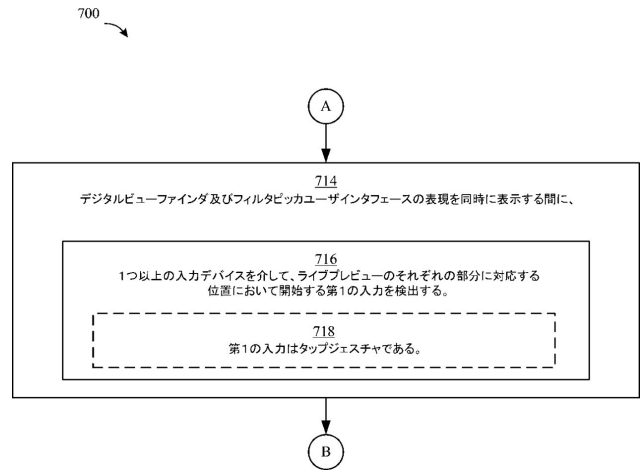 700
A
714
デジタルビューファインダ及びフィルタピッカユーザインタフェースの表現を同時に表示する間に、
716
1つ以上の入力デバイスを介して、ライブプレビューのそれぞれの部分に対応する
位置において開始する第1の入力を検出する。
718
第1の入力はタップジェスチャである。
B